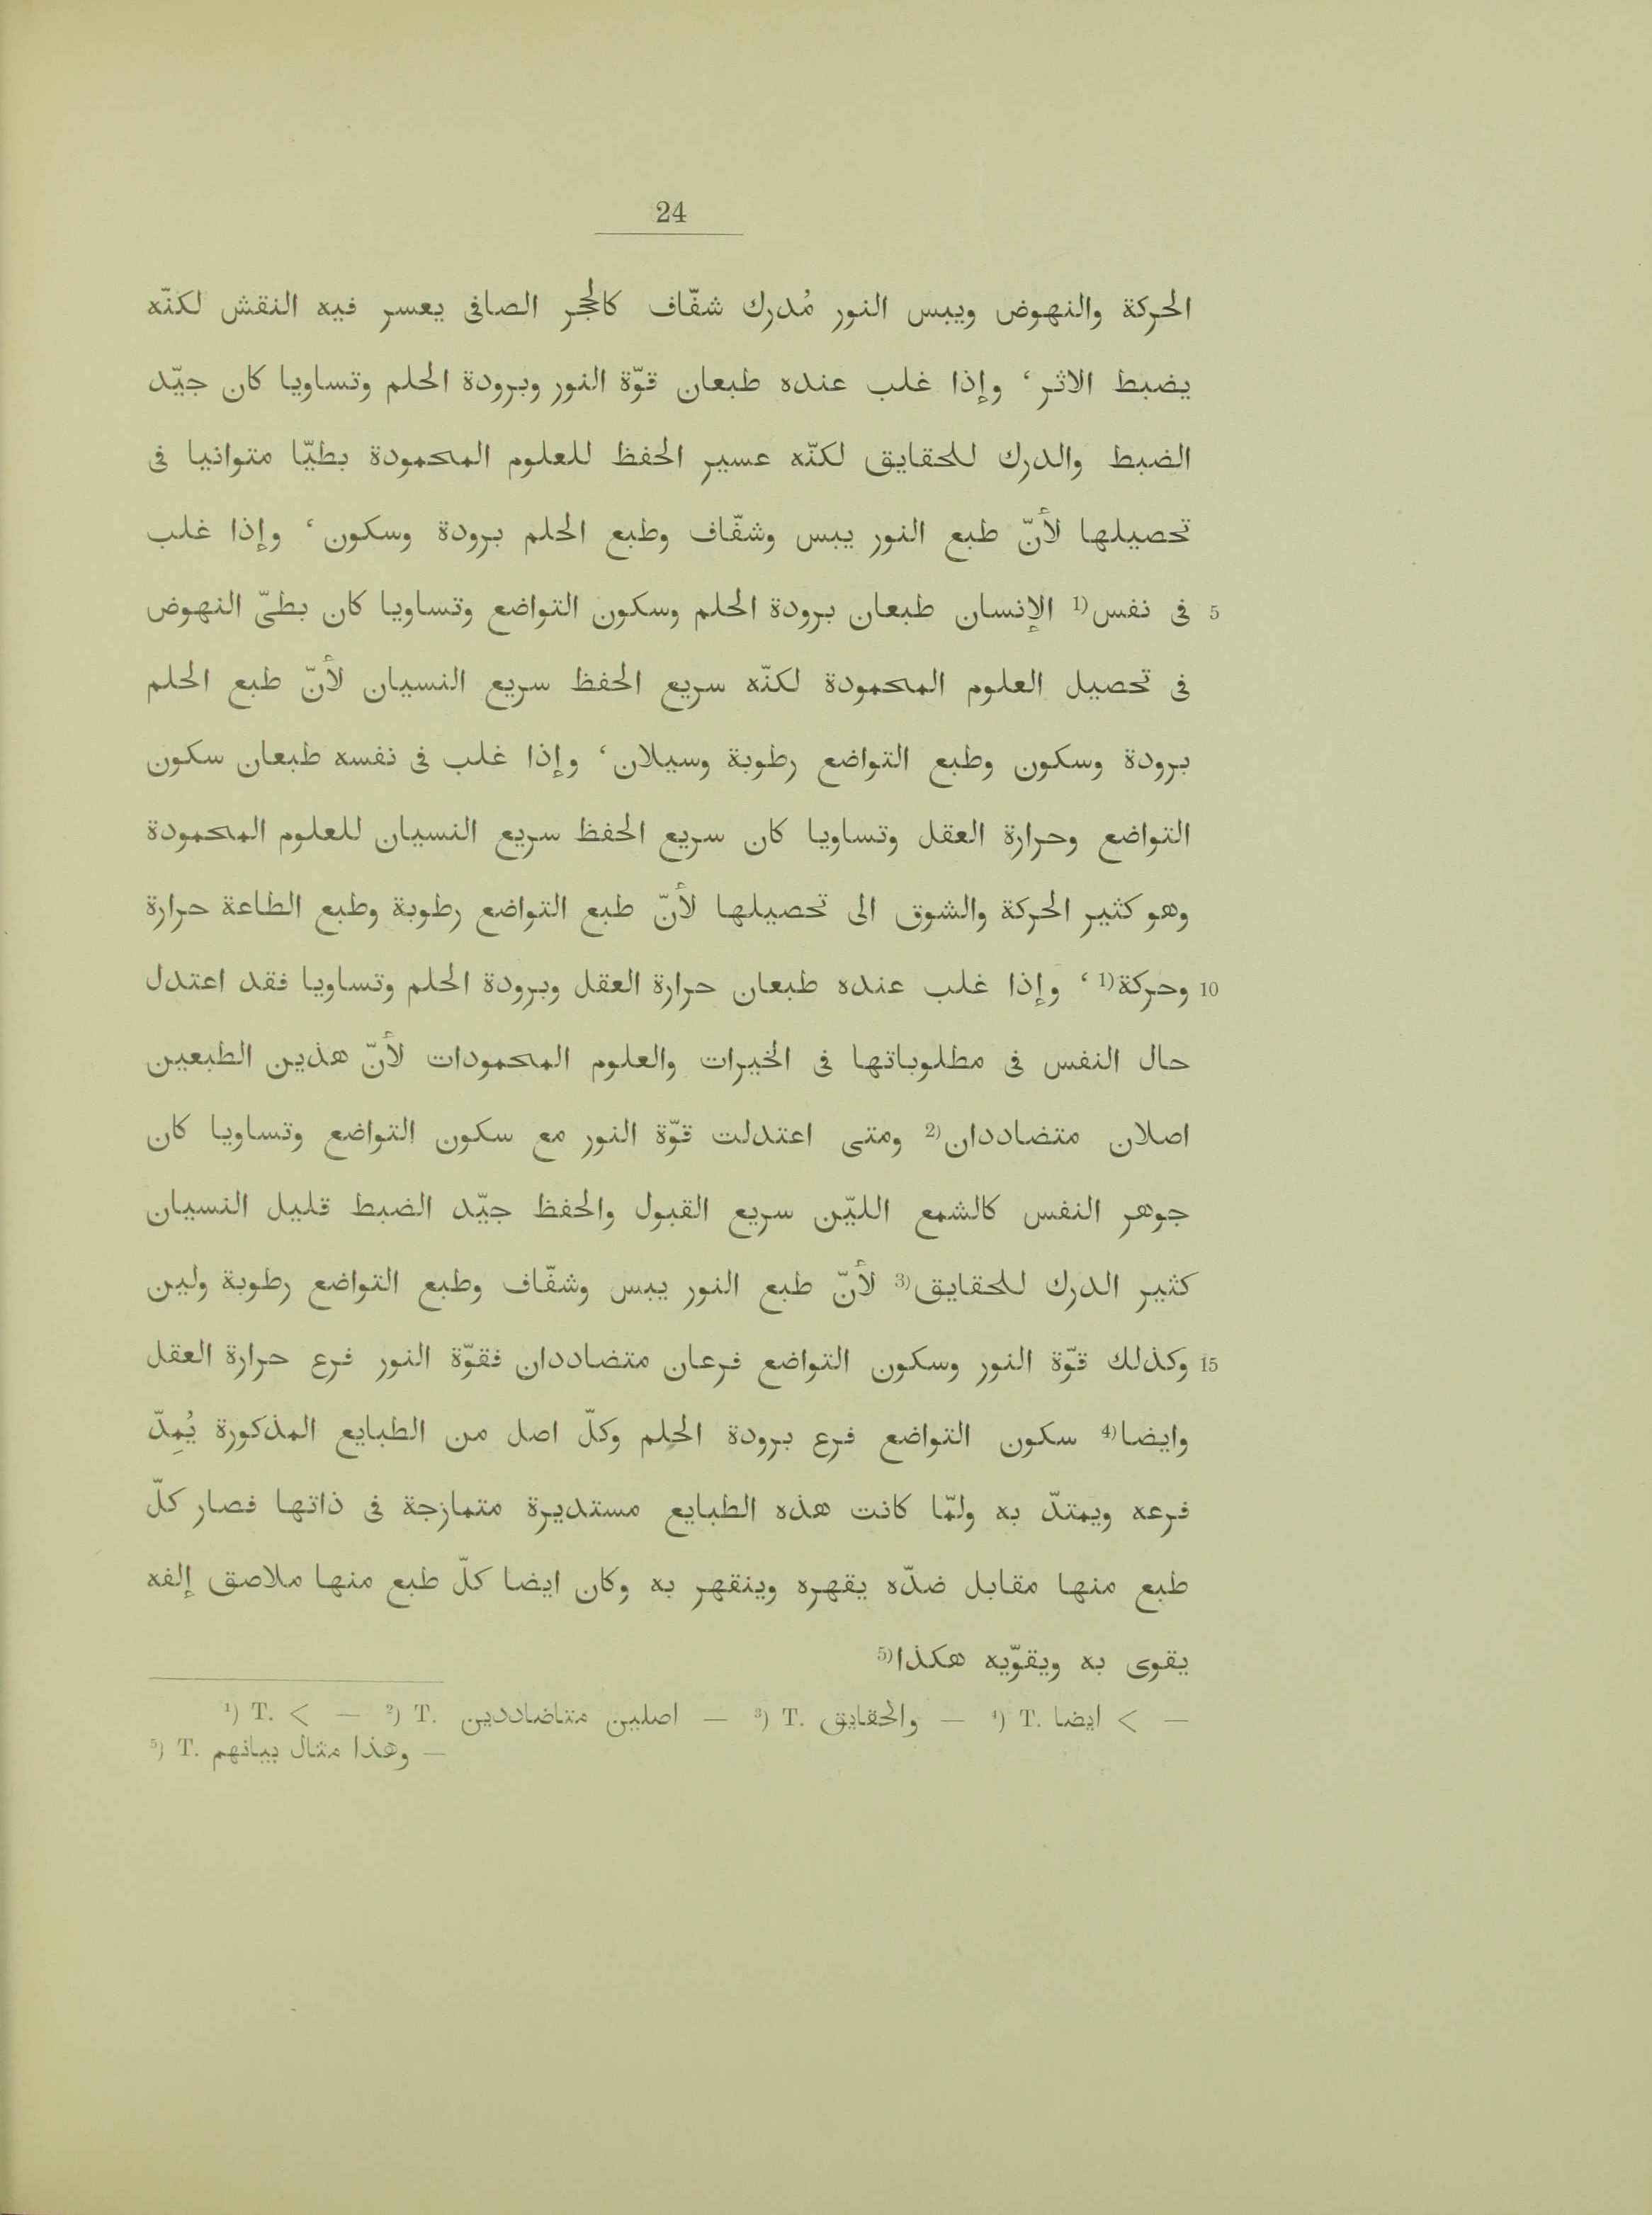 24
الحركة والنهوض ويبس النور مُدرك شفّاف كالحجر الصافى يعسر فيه النقش لكنّه
يضبط الاثر، وإذا غلب عنده طبعان قوّة النور وبرودة الحلم وتساويا كان جيّد
الضبط والدرك للحقايق لكنّه عسير الحفظ للعلوم المحمودة بطيّا متوانيا فى
تحصيلها لأنّ طبع النور يبس وشفّاف وطبع الحلم برودة وسكون، وإذا غلب
5 فى نفس(1 الإنسان طبعان برودة الحلم وسكون التواضع وتساويا كان بطىّ النهوض
فى تحصيل العلوم المحمودة لكنّه سريع الحفظ سريع النسيان لأنّ طبع الحلم
برودة وسكون وطبع التواضع رطوبة وسيلان، وإذا غلب فى نفسه طبعان سكون
التواضع وحرارة العقل وتساويا كان سريع الحفظ سريع النسيان للعلوم المحمودة
وهو كثير الحركة والشوق الى تحصيلها لأنّ طبع التواضع رطوبة وطبع الطاعة حرارة
10 وحركة(1، وإذا غلب عنده طبعان حرارة العقل وبرودة الحلم وتساويا فقد اعتدل
حال النفس فى مطلوباتها فى الخيرات والعلوم المحمودات لأنّ هذين الطبعين
اصلان متضاددان(2 ومتى اعتدلت قوّة النور مع سكون التواضع وتساويا كان
جوهر النفس كالشمع الليّن سريع القبول والحفظ جيّد الضبط قليل النسيان
كثير الدرك للحقايق(3 لأنّ طبع النور يبس وشفّاف وطبع التواضع رطوبة ولين
15 وكذلك قوّة النور وسكون التواضع فرعان متضاددان فقوّة النور فرع حرارة العقل
وايضا(4 سكون التواضع فرع برودة الحلم وكلّ اصل من الطبايع المذكورة يُمِدّ
فرعه ويمتدّ به ولمّا كانت هذه الطبايع مستديرة متمازجة فى ذاتها فصار كلّ
طبع منها مقابل ضدّه يقهره وينقهر به وكان ايضا كلّ طبع منها ملاصق إلفه
يقوى به ويقوّيه هكذا(5
¹) T. < — ²) T. اصلين متناضاددين — ³) T. والحقايق — ⁴) T. ايضا > —
⁵) T. وهذا مثال بيانهم —